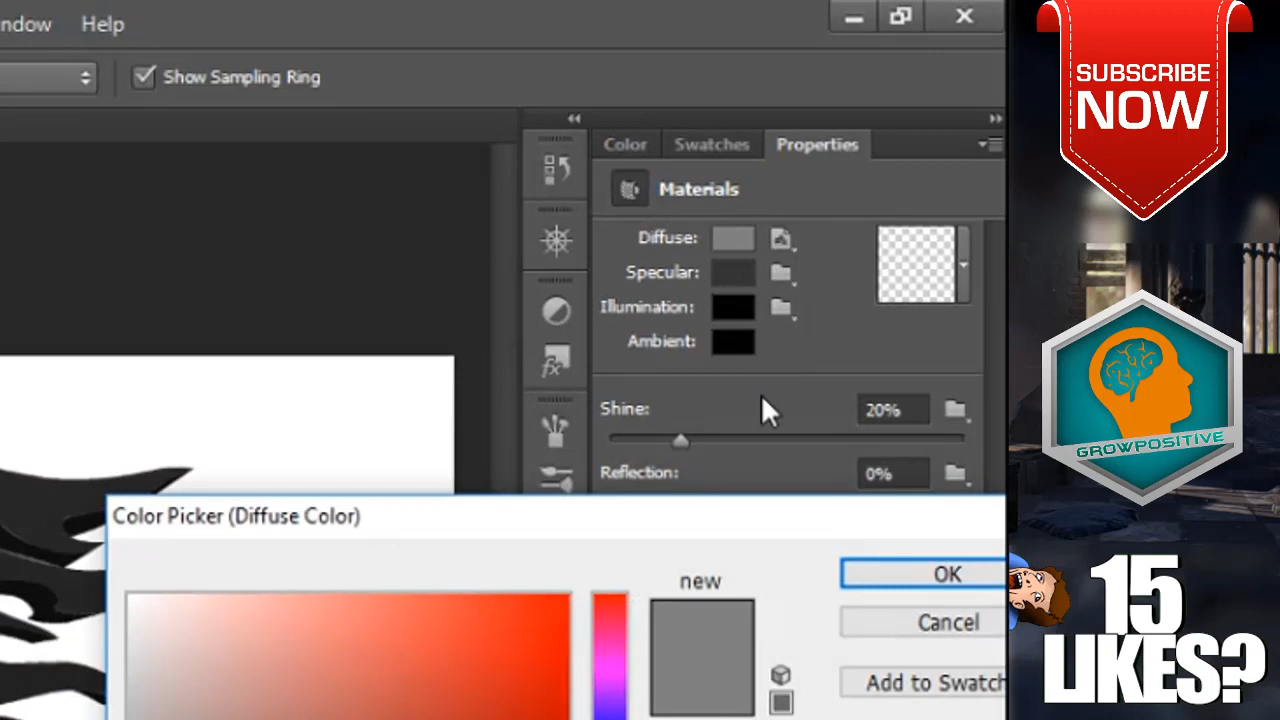 ndow Help
Show Sampling Ring
Color Swatches Properties
Materials
Diffuse:
Specular:
Illumination:
Ambient:
Shine: 20%
Reflection: 0%
Color Picker (Diffuse Color)
new
OK
Cancel
Add to Swatch
SUBSCRIBE
NOW
GROWPOSITIVE
15
LIKES?